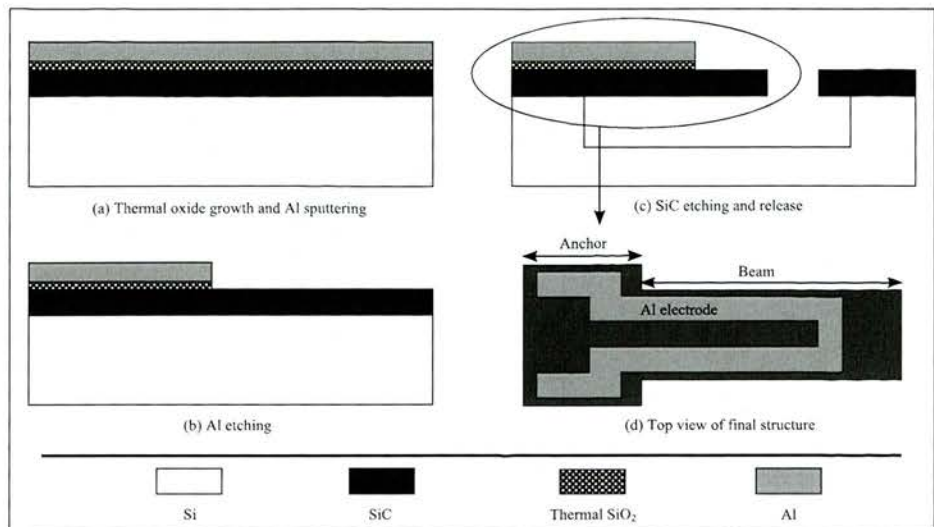 (a) Thermal oxide growth and Al sputtering
(c) SiC etching and release
Anchor
Beam
Al electrode
(b) Al etching
(d) Top view of final structure
Si
SiC
Thermal SiO₂
Al